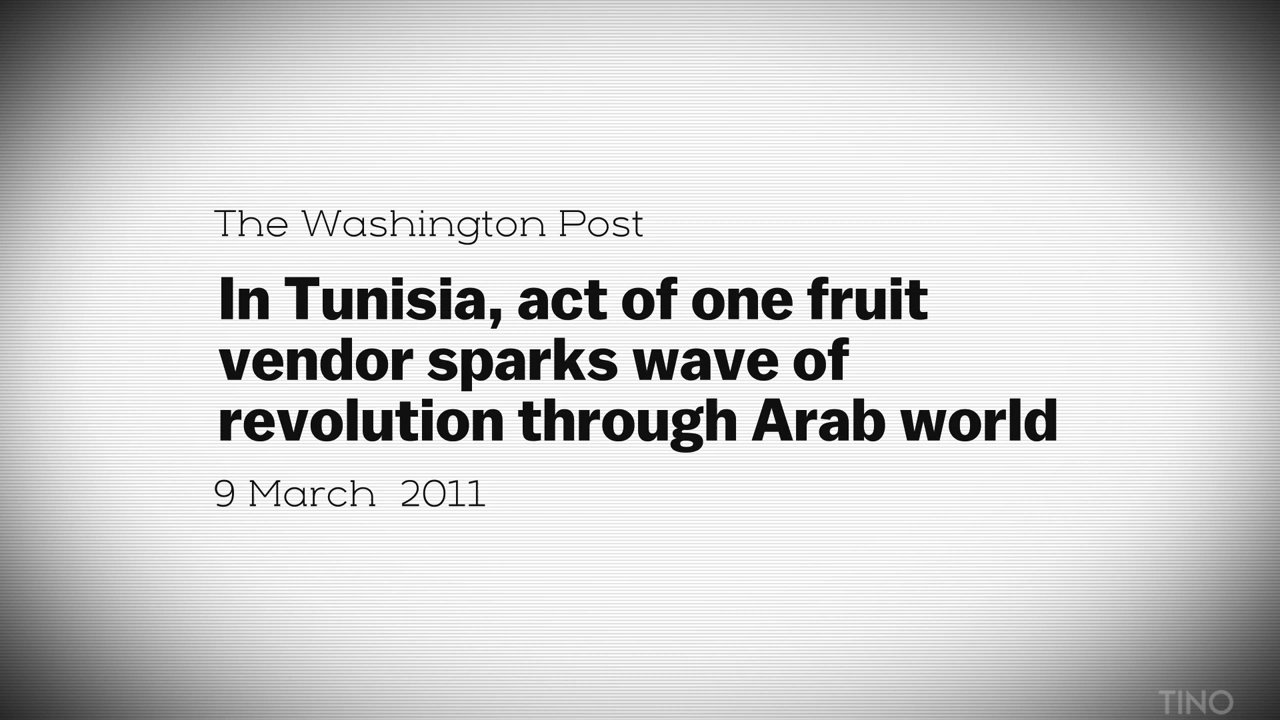 The Washington Post
In Tunisia, act of one fruit
vendor sparks wave of
revolution through Arab world
9 March 2011
TINO